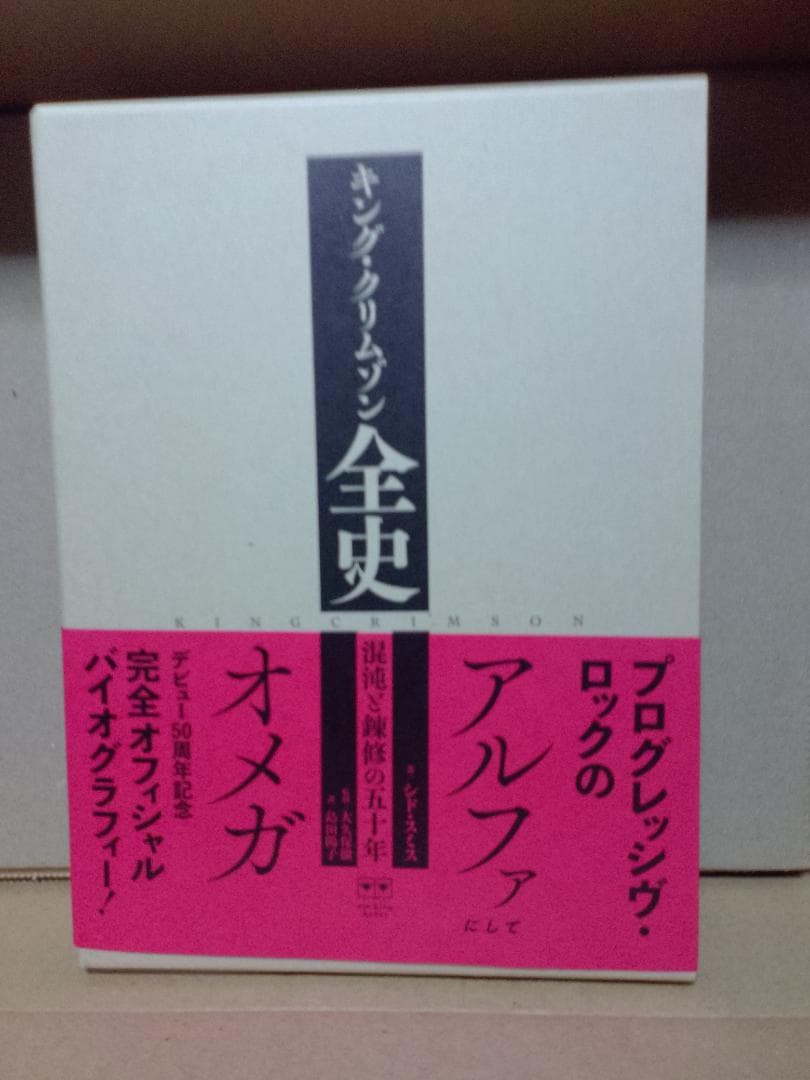 キング・クリムゾン
全史
KINGCRIMSON
プログレッシヴ・
ロックの
アルファ
にして
オメガ
著・シド・スミス
混沌と錬修の五十年
デビュー50周年記念
完全オフィシャル
バイオグラフィー!